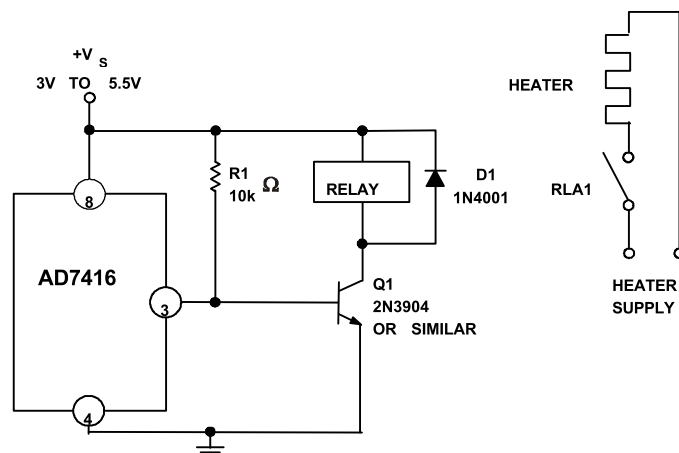 +VS
3V TO 5.5V
8
R1
10k Ω
RELAY
D1
1N4001
HEATER
RLA1
AD7416
3
Q1
2N3904
OR SIMILAR
HEATER
SUPPLY
4